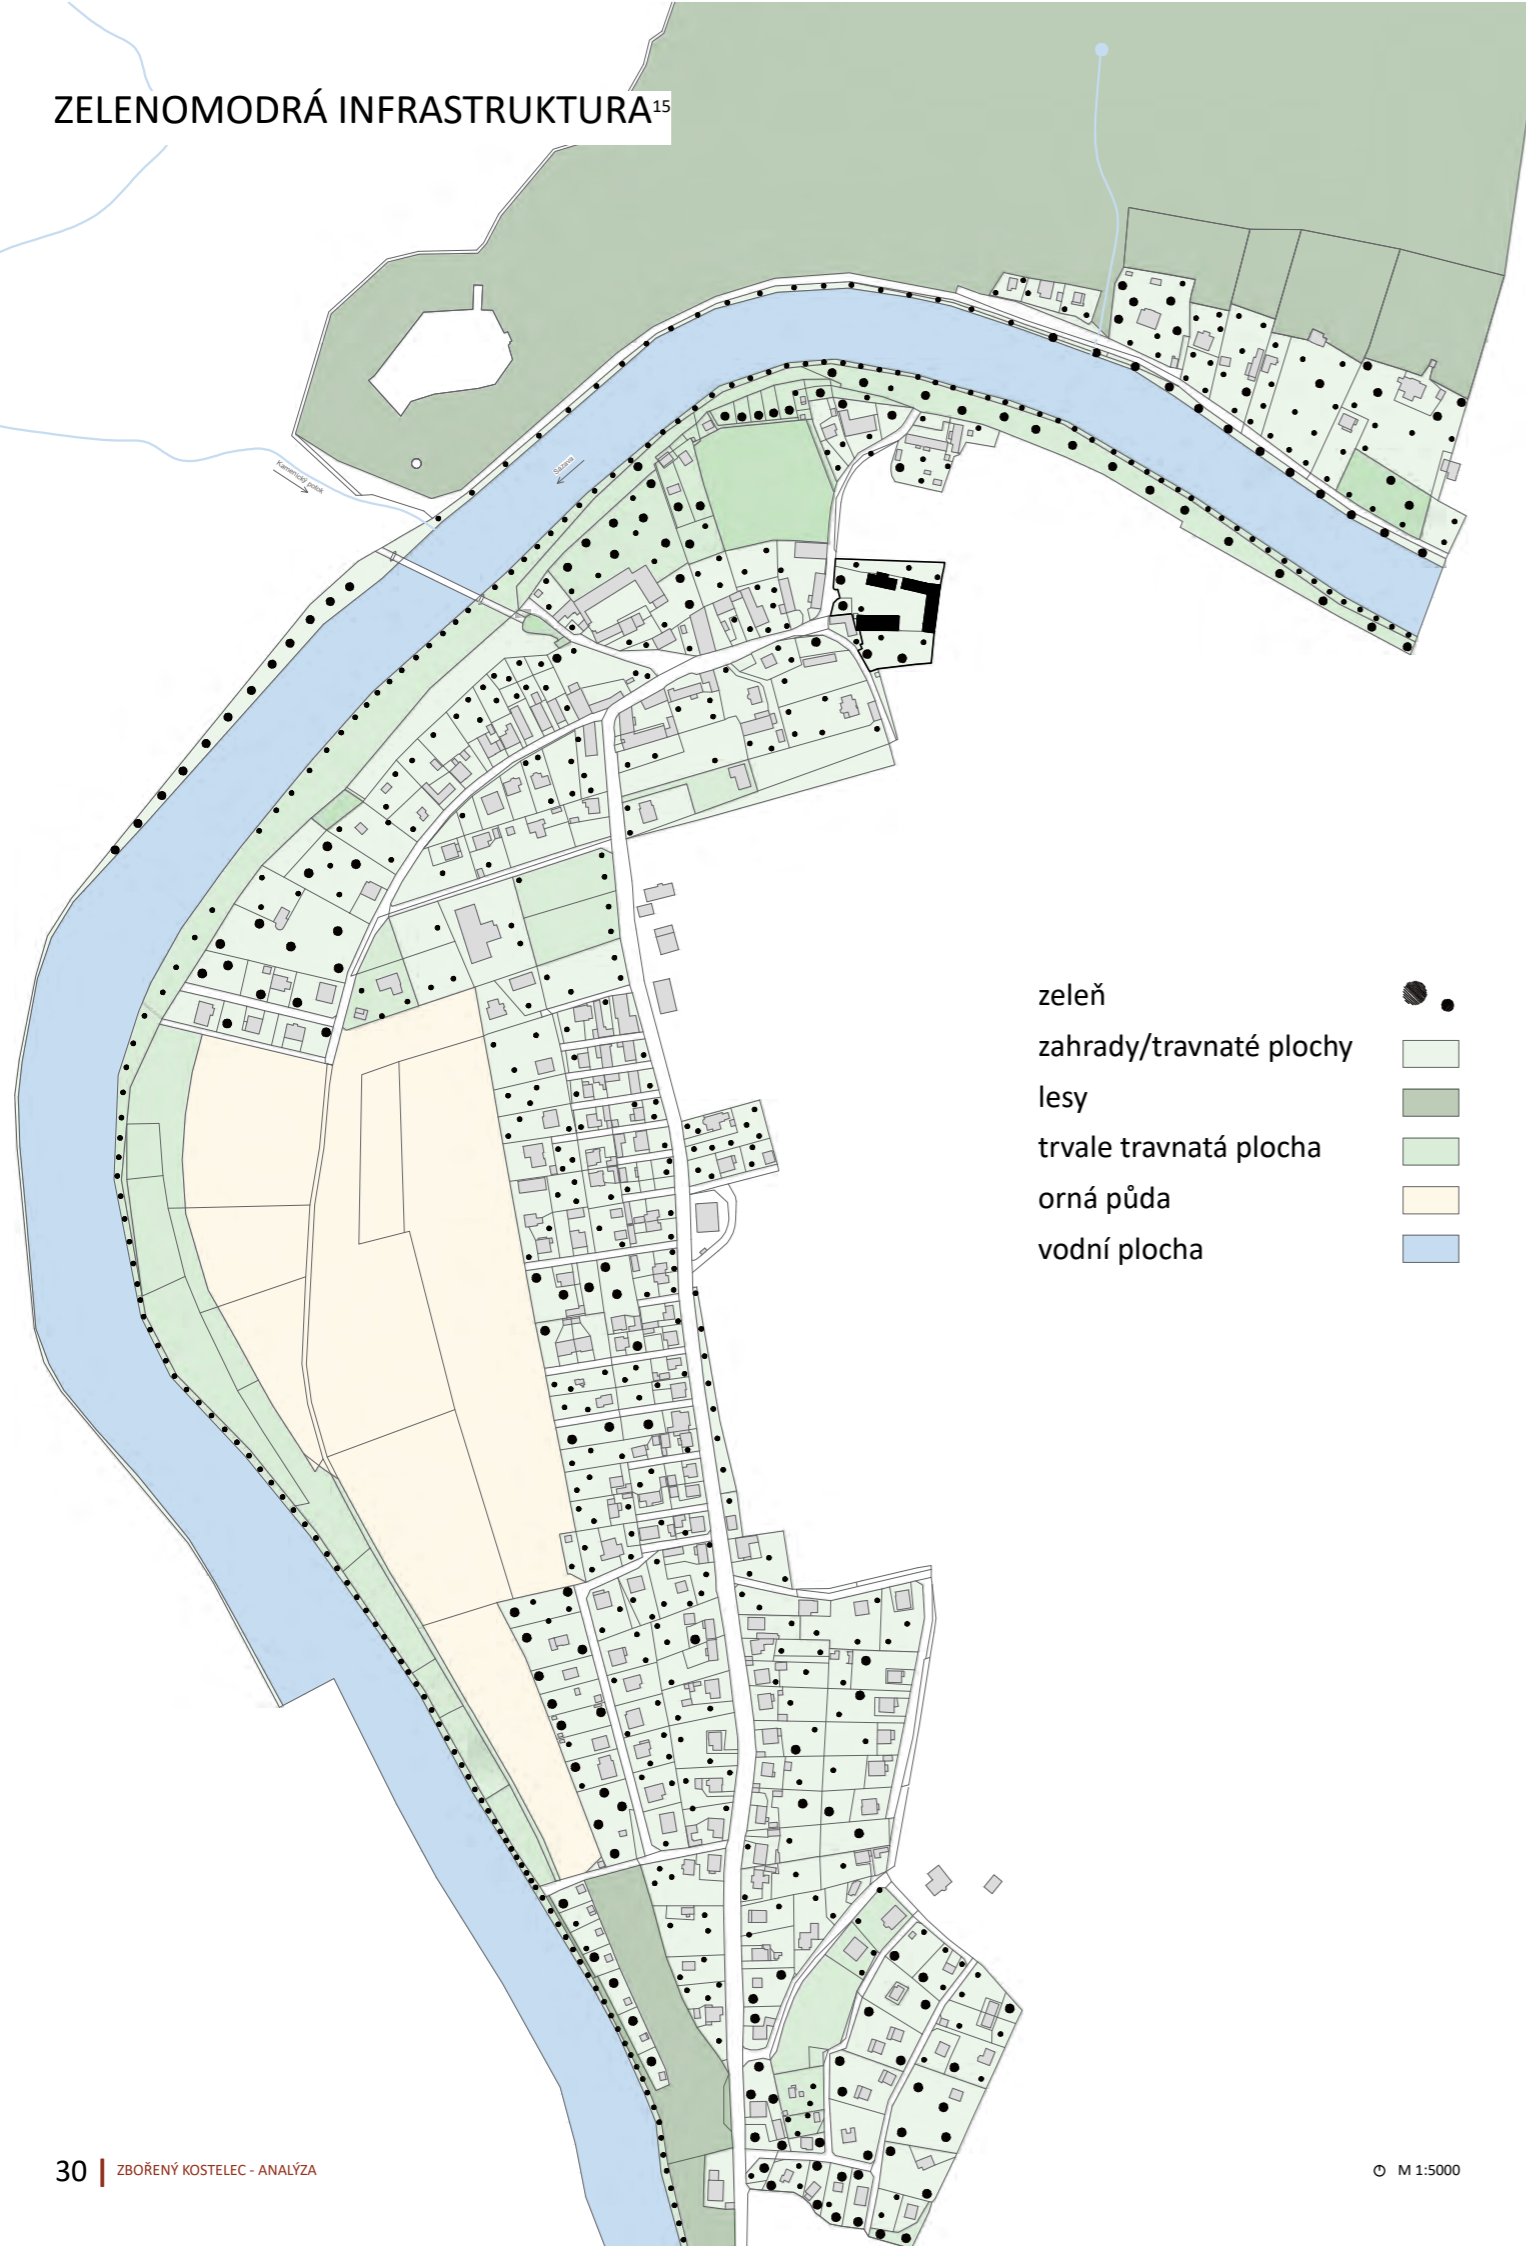 ZELENOMODRÁ INFRASTRUKTURA¹⁵
Kamenický potok
Sázava
zeleň
zahrady/travnaté plochy
lesy
trvale travnatá plocha
orná půda
vodní plocha
30 | ZBOŘENÝ KOSTELEC - ANALÝZA
M 1:5000